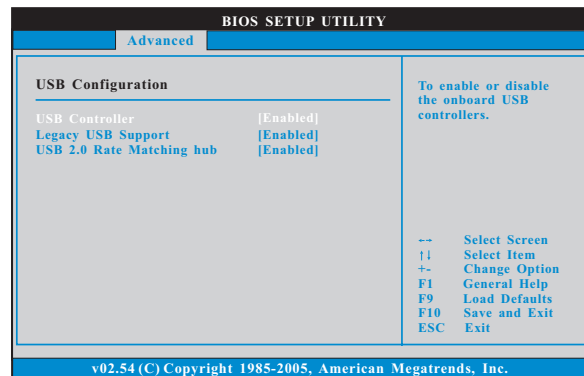 BIOS SETUP UTILITY
Advanced
USB Configuration
USB Controller [Enabled]
Legacy USB Support [Enabled]
USB 2.0 Rate Matching hub [Enabled]
To enable or disable
the onboard USB
controllers.
←→ Select Screen
↑↓ Select Item
+- Change Option
F1 General Help
F9 Load Defaults
F10 Save and Exit
ESC Exit
v02.54 (C) Copyright 1985-2005, American Megatrends, Inc.